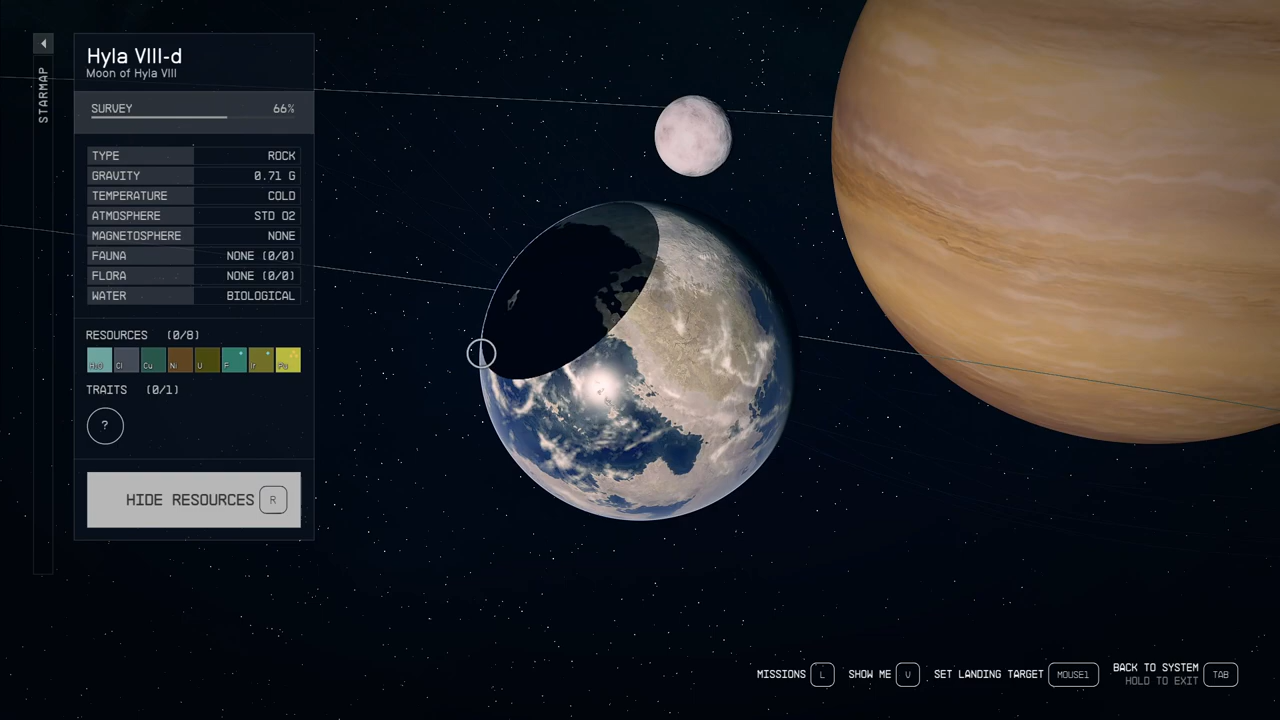 STARMAP
Hyla VIII-d
Moon of Hyla VIII
SURVEY 66%
TYPE ROCK
GRAVITY 0.71 G
TEMPERATURE COLD
ATMOSPHERE STD O2
MAGNETOSPHERE NONE
FAUNA NONE (0/0)
FLORA NONE (0/0)
WATER BIOLOGICAL
RESOURCES (0/8)
H2O Cl Cu Ni U F Ir
TRAITS (0/1)
?
HIDE RESOURCES R
MISSIONS L SHOW ME V SET LANDING TARGET MOUSE1 BACK TO SYSTEM TAB
HOLD TO EXIT